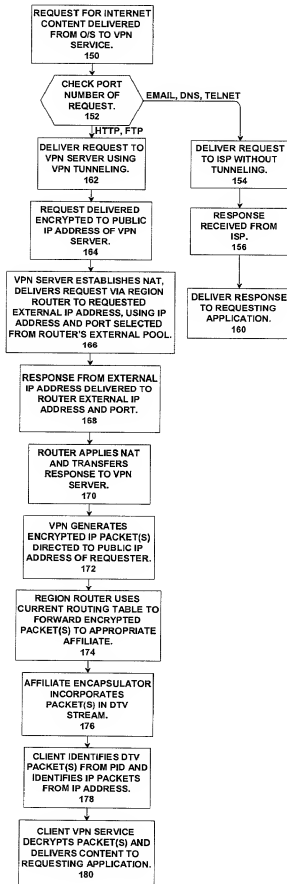 REQUEST FOR INTERNET
CONTENT DELIVERED
FROM O/S TO VPN
SERVICE.
150
CHECK PORT
NUMBER OF
REQUEST.
152
EMAIL, DNS, TELNET
HTTP, FTP
DELIVER REQUEST TO
VPN SERVER USING
VPN TUNNELING.
162
DELIVER REQUEST
TO ISP WITHOUT
TUNNELING.
154
REQUEST DELIVERED
ENCRYPTED TO PUBLIC
IP ADDRESS OF VPN
SERVER.
164
RESPONSE
RECEIVED FROM
ISP.
156
VPN SERVER ESTABLISHES NAT,
DELIVERS REQUEST VIA REGION
ROUTER TO REQUESTED
EXTERNAL IP ADDRESS, USING
IP ADDRESS AND PORT SELECTED
FROM ROUTER'S EXTERNAL POOL.
166
DELIVER RESPONSE
TO REQUESTING
APPLICATION.
160
RESPONSE FROM EXTERNAL
IP ADDRESS DELIVERED TO
ROUTER EXTERNAL IP
ADDRESS AND PORT.
168
ROUTER APPLIES NAT
AND TRANSFERS
RESPONSE TO VPN
SERVER.
170
VPN GENERATES
ENCRYPTED IP PACKET(S)
DIRECTED TO PUBLIC IP
ADDRESS OF REQUESTER.
172
REGION ROUTER USES
CURRENT ROUTING TABLE TO
FORWARD ENCRYPTED
PACKET(S) TO APPROPRIATE
AFFILIATE.
174
AFFILIATE ENCAPSULATOR
INCORPORATES
PACKET(S) IN DTV
STREAM.
176
CLIENT IDENTIFIES DTV
PACKET(S) FROM PID AND
IDENTIFIES IP PACKETS
FROM IP ADDRESS.
178
CLIENT VPN SERVICE
DECRYPTS PACKET(S) AND
DELIVERS CONTENT TO
REQUESTING APPLICATION.
180